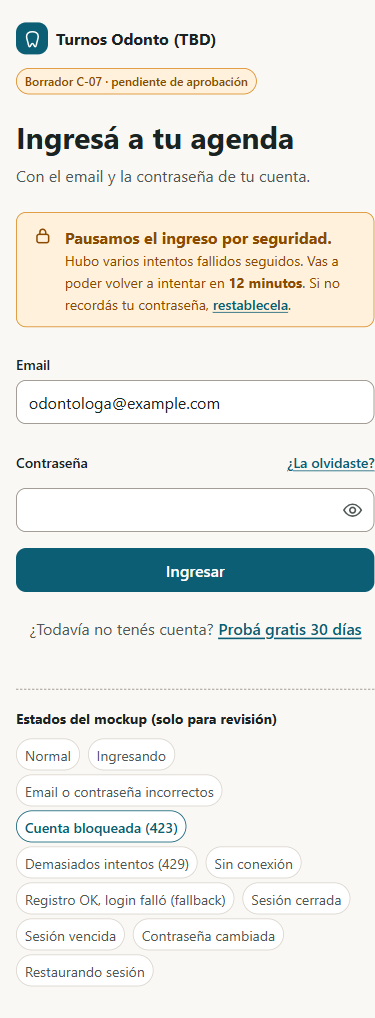 Turnos Odonto (TBD)
Borrador C-07 · pendiente de aprobación
Ingresá a tu agenda
Con el email y la contraseña de tu cuenta.
Pausamos el ingreso por seguridad.
Hubo varios intentos fallidos seguidos. Vas a
poder volver a intentar en 12 minutos. Si no
recordás tu contraseña, restablecela.
Email
odontologa@example.com
Contraseña ¿La olvidaste?
Ingresar
¿Todavía no tenés cuenta? Probá gratis 30 días
Estados del mockup (solo para revisión)
Normal Ingresando
Email o contraseña incorrectos
Cuenta bloqueada (423)
Demasiados intentos (429) Sin conexión
Registro OK, login falló (fallback) Sesión cerrada
Sesión vencida Contraseña cambiada
Restaurando sesión